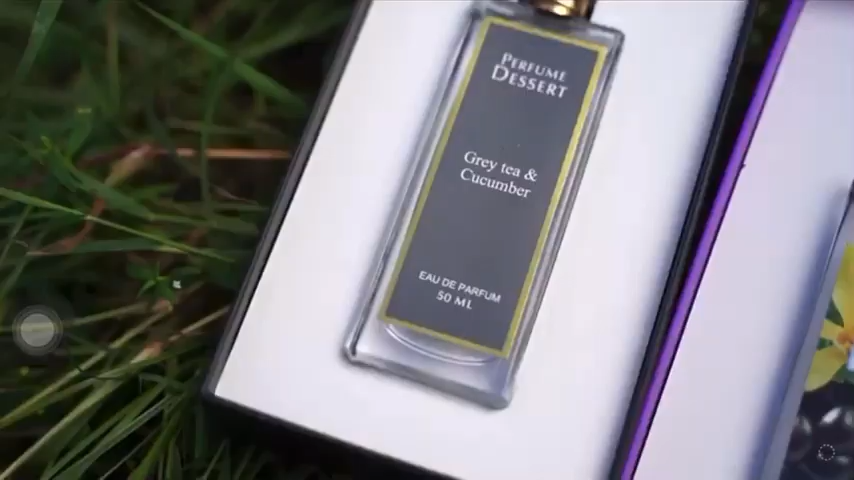 PERFUME
DESSERT
Grey tea &
Cucumber
EAU DE PARFUM
50 ML